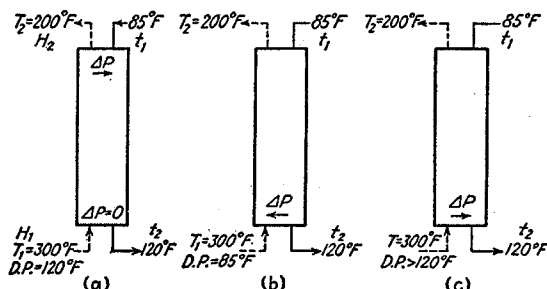 T₂=200°F 85°F
H₂ t₁
ΔP
ΔP=0
H₁ t₂
T₁=300°F 120°F
D.P.=120°F
(a)
T₂=200°F 85°F
t₁
ΔP
t₂
T₁=300°F 120°F
D.P.=85°F
(b)
T₂=200°F 85°F
t₁
ΔP
t₂
T=300°F 120°F
D.P.>120°F
(c)